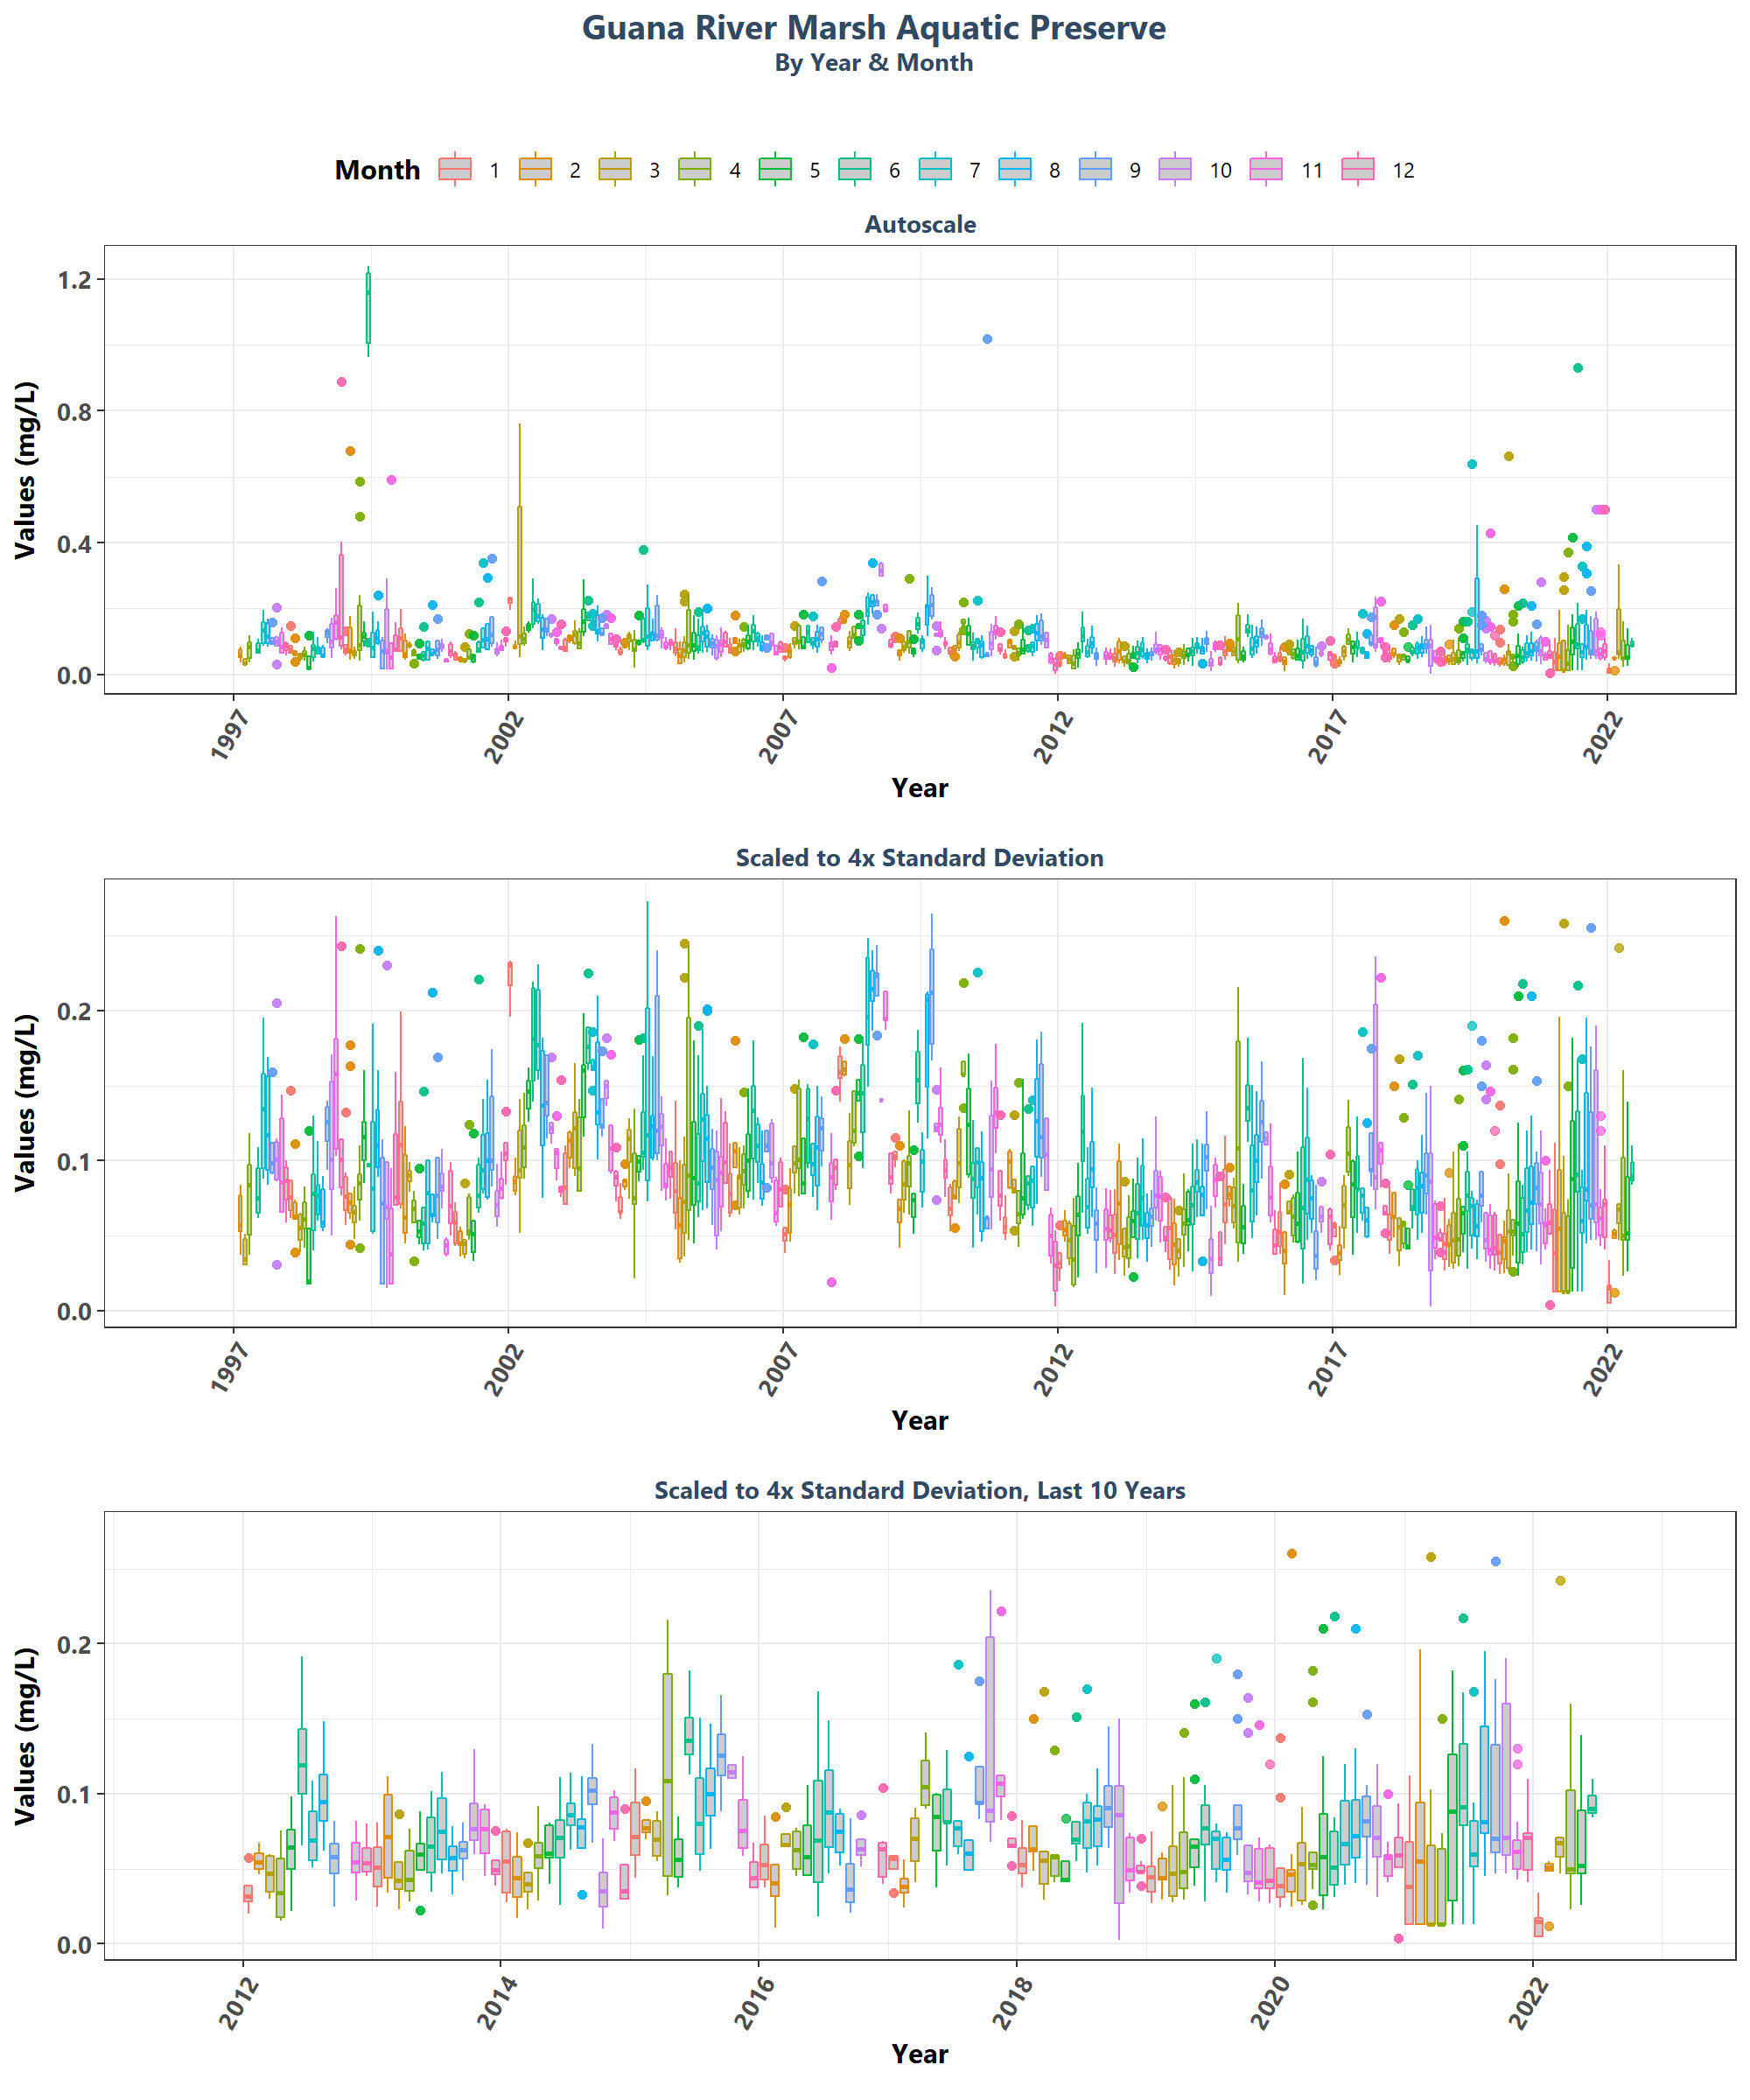 Guana River Marsh Aquatic Preserve
By Year & Month
Month 1 2 3 4 5 6 7 8 9 10 11 12
Autoscale
Values (mg/L)
1.2
0.8
0.4
0.0
1997 2002 2007 2012 2017 2022
Year
Scaled to 4x Standard Deviation
Values (mg/L)
0.2
0.1
0.0
1997 2002 2007 2012 2017 2022
Year
Scaled to 4x Standard Deviation, Last 10 Years
Values (mg/L)
0.2
0.1
0.0
2012 2014 2016 2018 2020 2022
Year